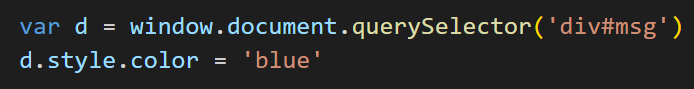 var d = window.document.querySelector('div#msg')
d.style.color = 'blue'